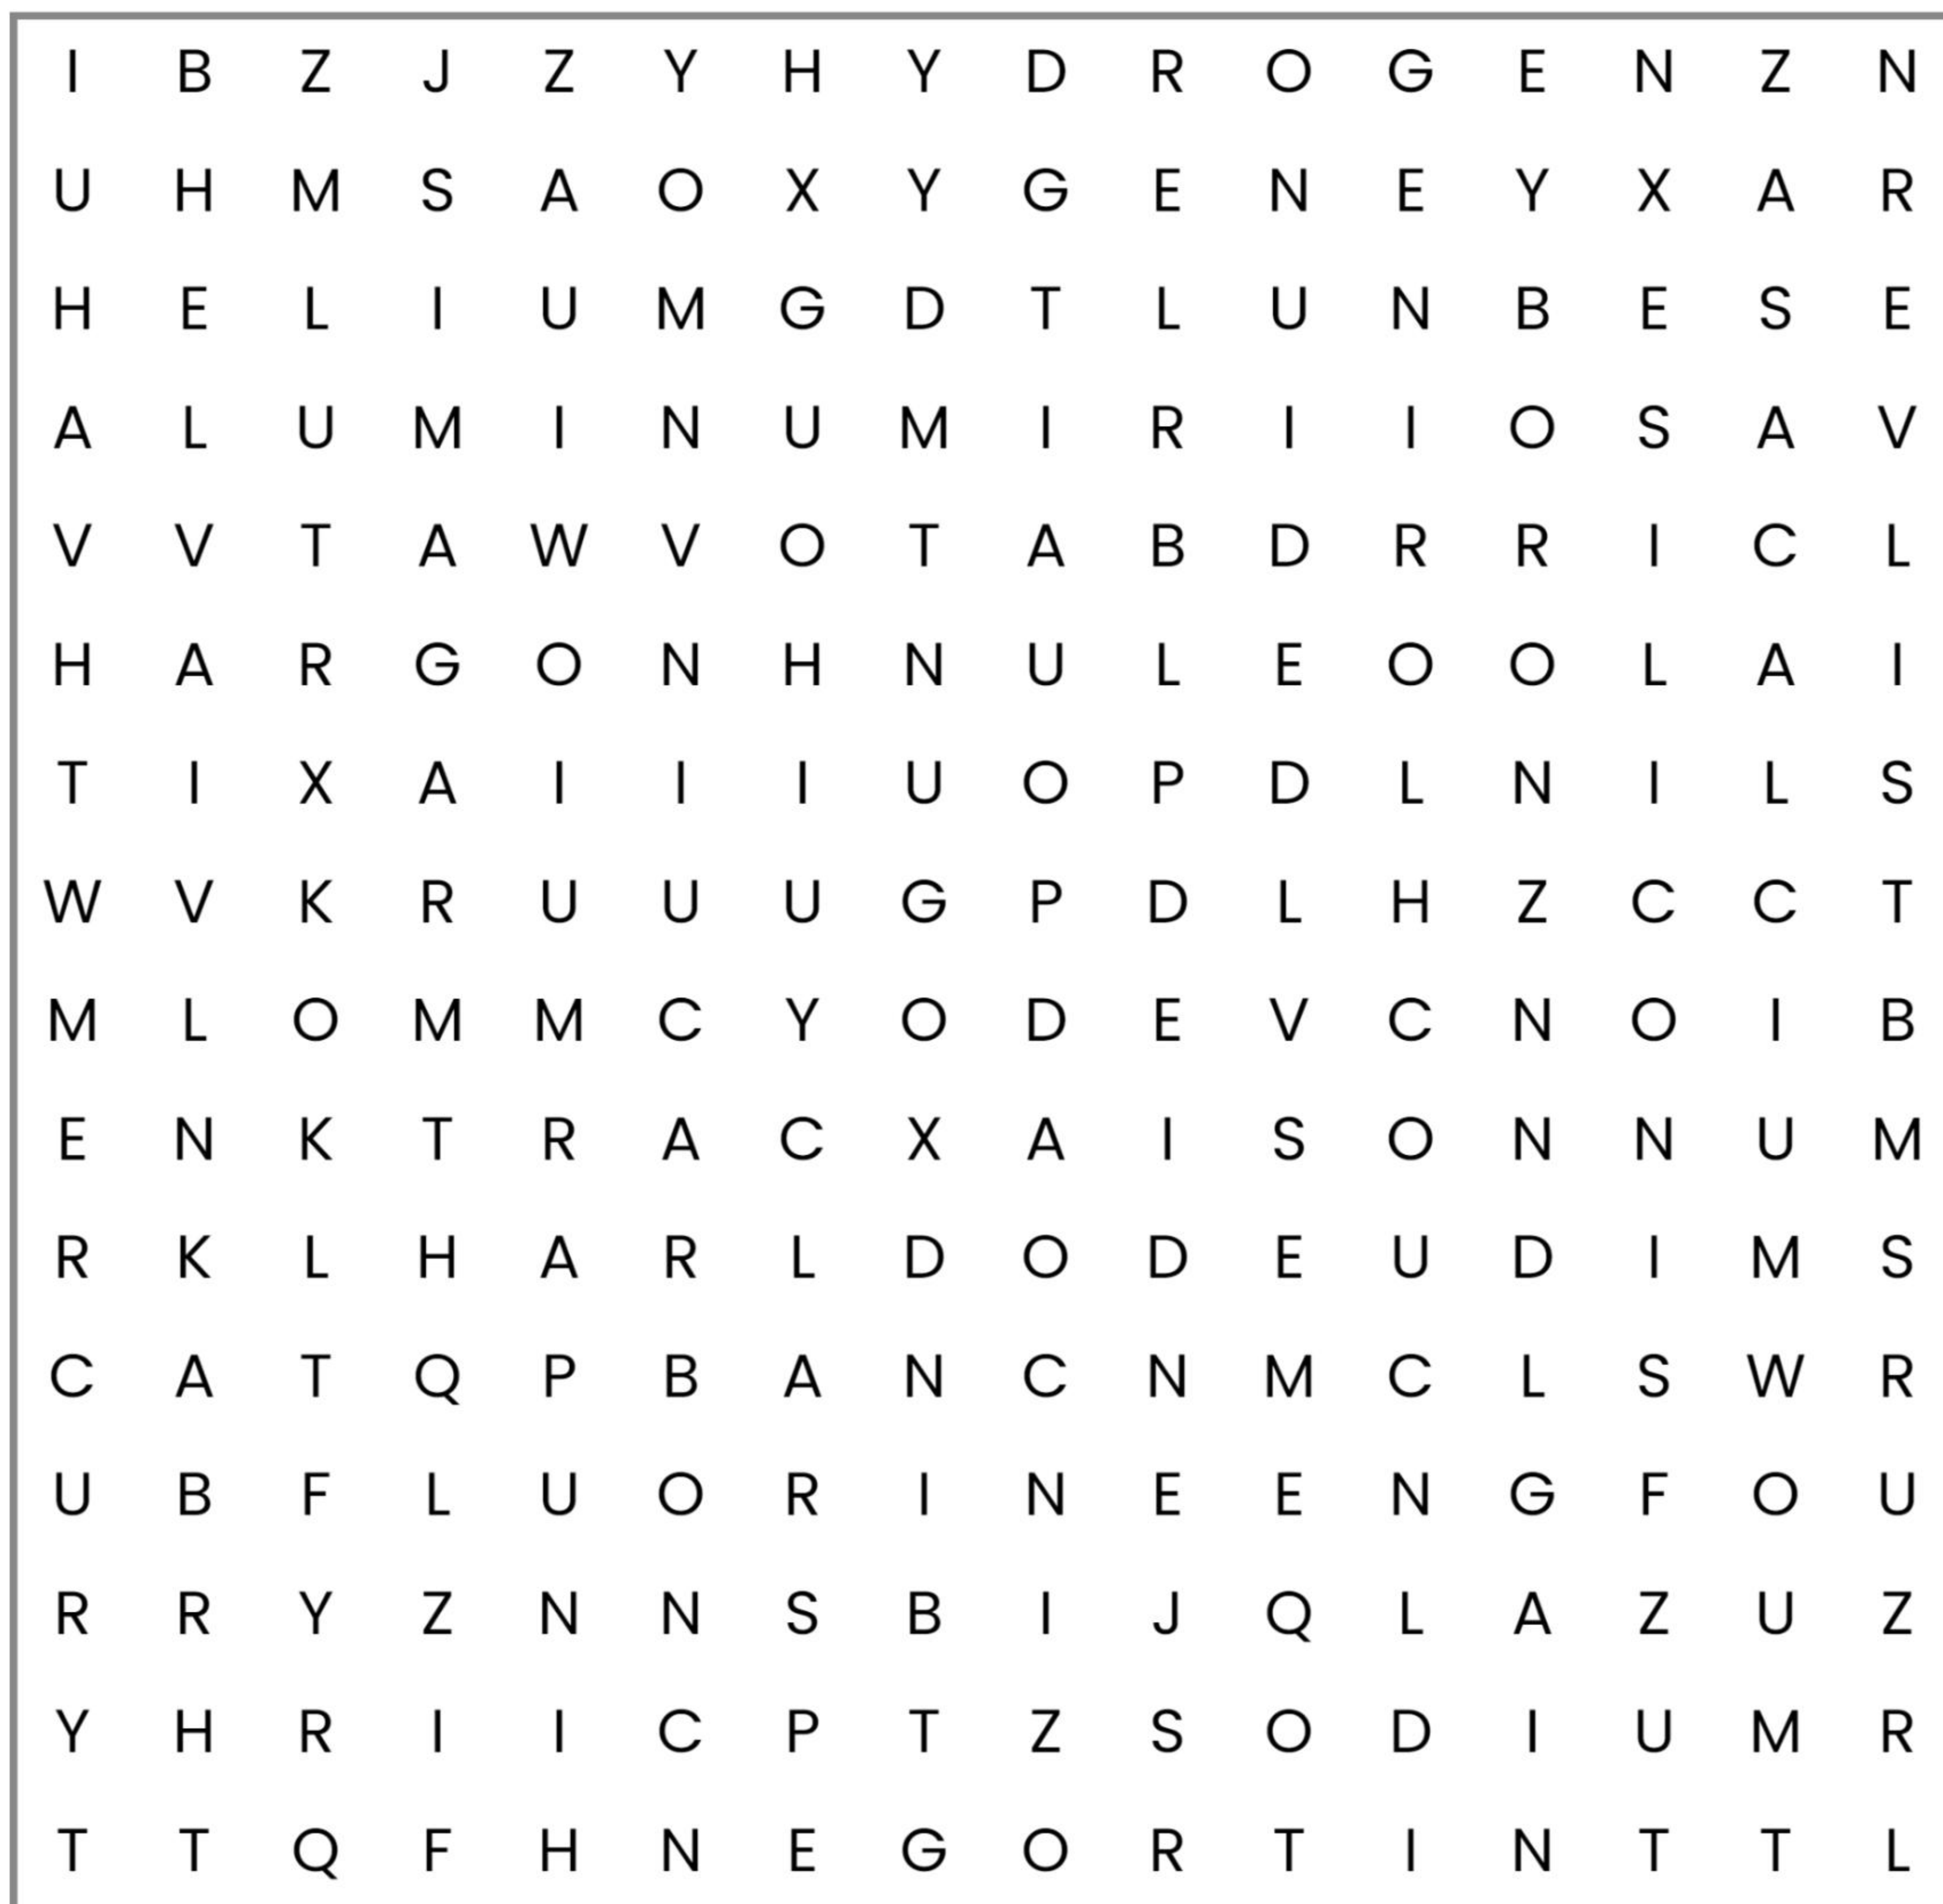 I B Z J Z Y H Y D R O G E N Z N
U H M S A O X Y G E N E Y X A R
H E L I U M G D T L U N B E S E
A L U M I N U M I R I I O S A V
V V T A W V O T A B D R R I C L
H A R G O N H N U L E O O L A I
T I X A I I I U O P D L N I L S
W V K R U U U G P D L H Z C C T
M L O M M C Y O D E V C N O I B
E N K T R A C X A I S O N N U M
R K L H A R L D O D E U D I M S
C A T Q P B A N C N M C L S W R
U B F L U O R I N E E N G F O U
R R Y Z N N S B I J Q L A Z U Z
Y H R I I C P T Z S O D I U M R
T T Q F H N E G O R T I N T T L